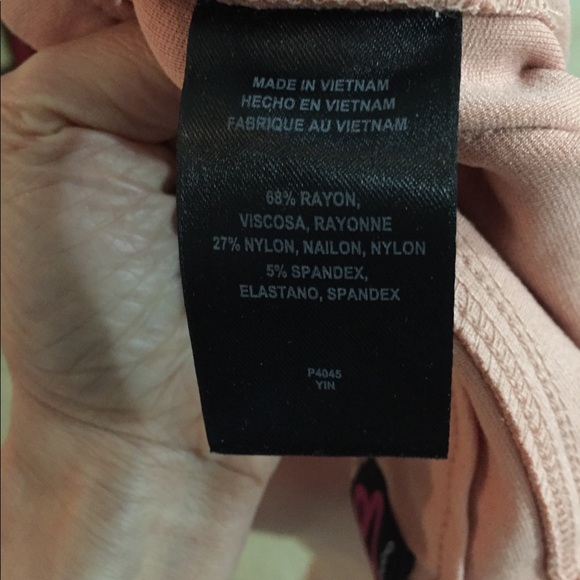 MADE IN VIETNAM
HECHO EN VIETNAM
FABRIQUE AU VIETNAM
68% RAYON,
VISCOSA, RAYONNE
27% NYLON, NAILON, NYLON
5% SPANDEX,
ELASTANO, SPANDEX
P4045
YIN